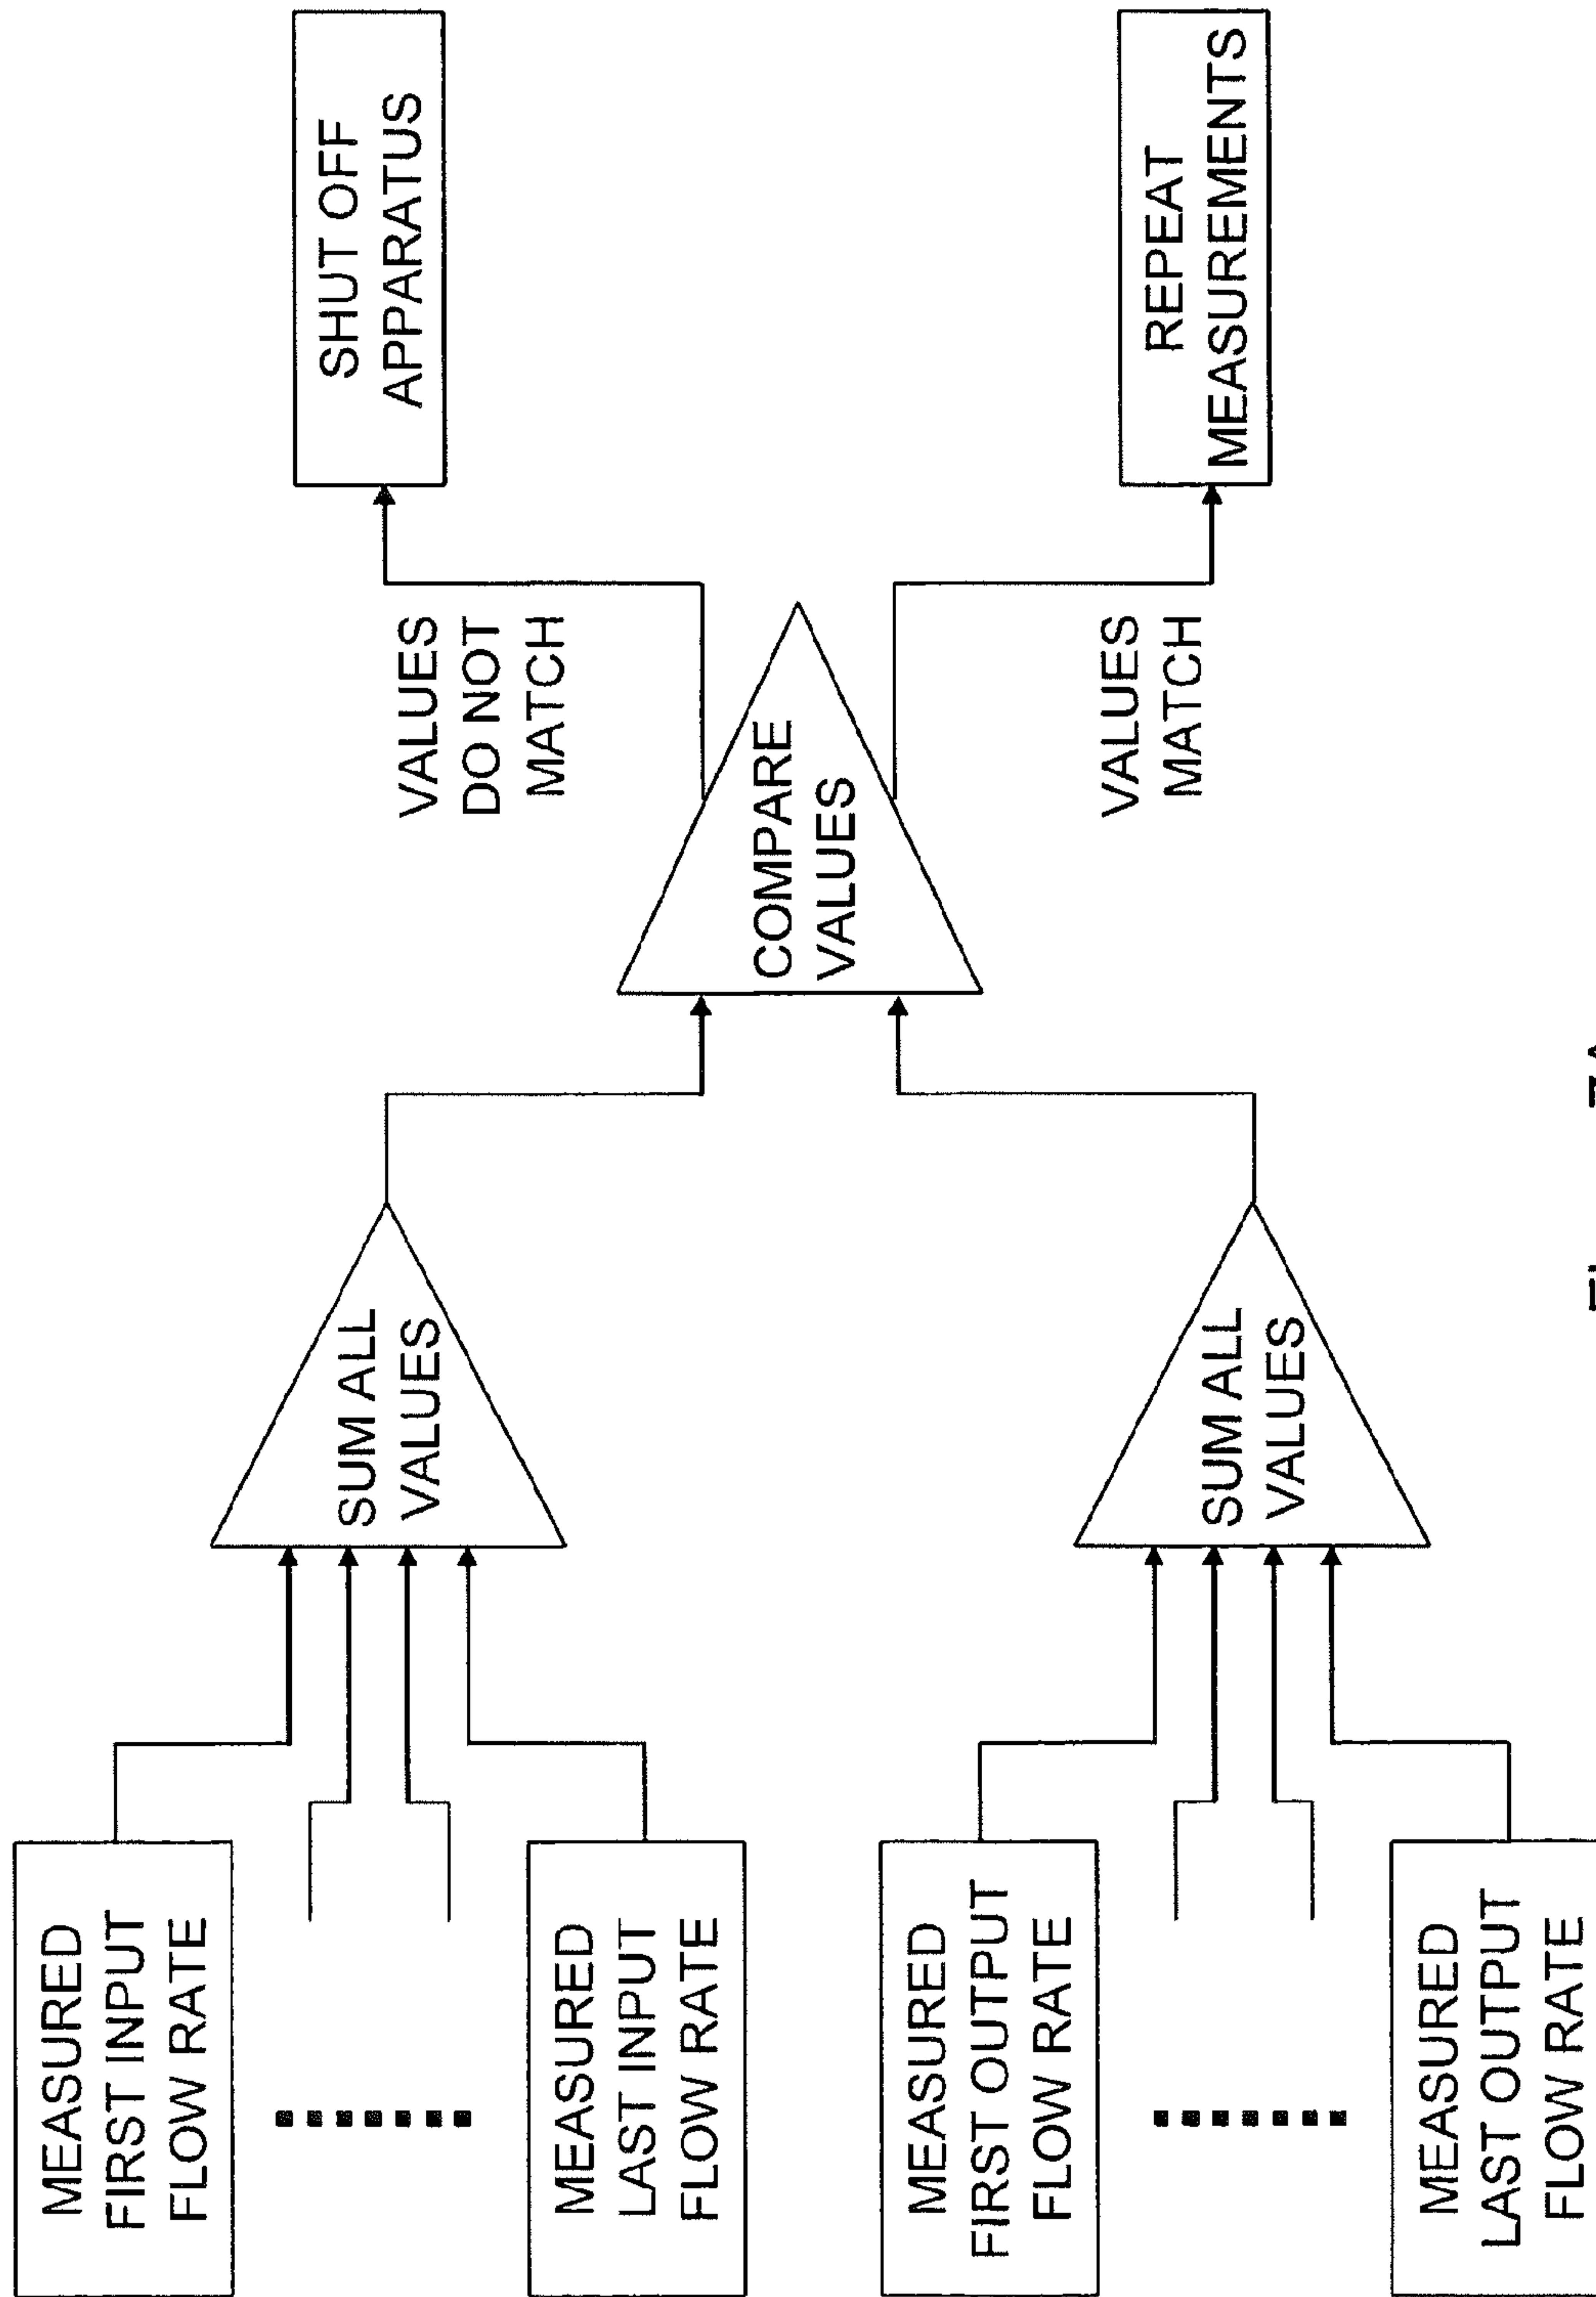 MEASURED
FIRST INPUT
FLOW RATE
MEASURED
LAST INPUT
FLOW RATE
SUM ALL
VALUES
MEASURED
FIRST OUTPUT
FLOW RATE
MEASURED
LAST OUTPUT
FLOW RATE
SUM ALL
VALUES
COMPARE
VALUES
VALUES
DO NOT
MATCH
SHUT OFF
APPARATUS
VALUES
MATCH
REPEAT
MEASUREMENTS